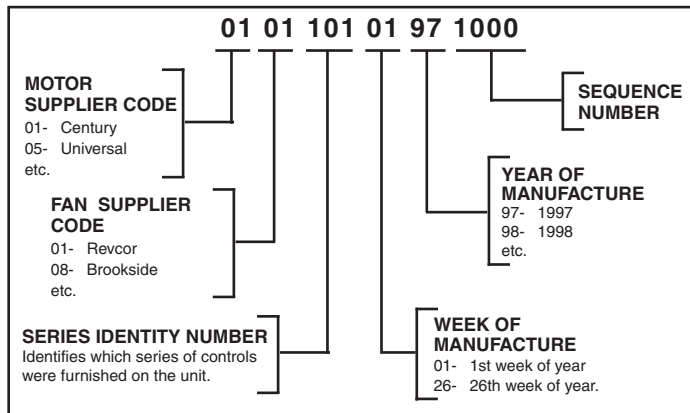 01 01 101 01 97 1000
MOTOR
SUPPLIER CODE
01- Century
05- Universal
etc.
FAN SUPPLIER
CODE
01- Revcor
08- Brookside
etc.
SERIES IDENTITY NUMBER
Identifies which series of controls
were furnished on the unit.
SEQUENCE
NUMBER
YEAR OF
MANUFACTURE
97- 1997
98- 1998
etc.
WEEK OF
MANUFACTURE
01- 1st week of year
26- 26th week of year.